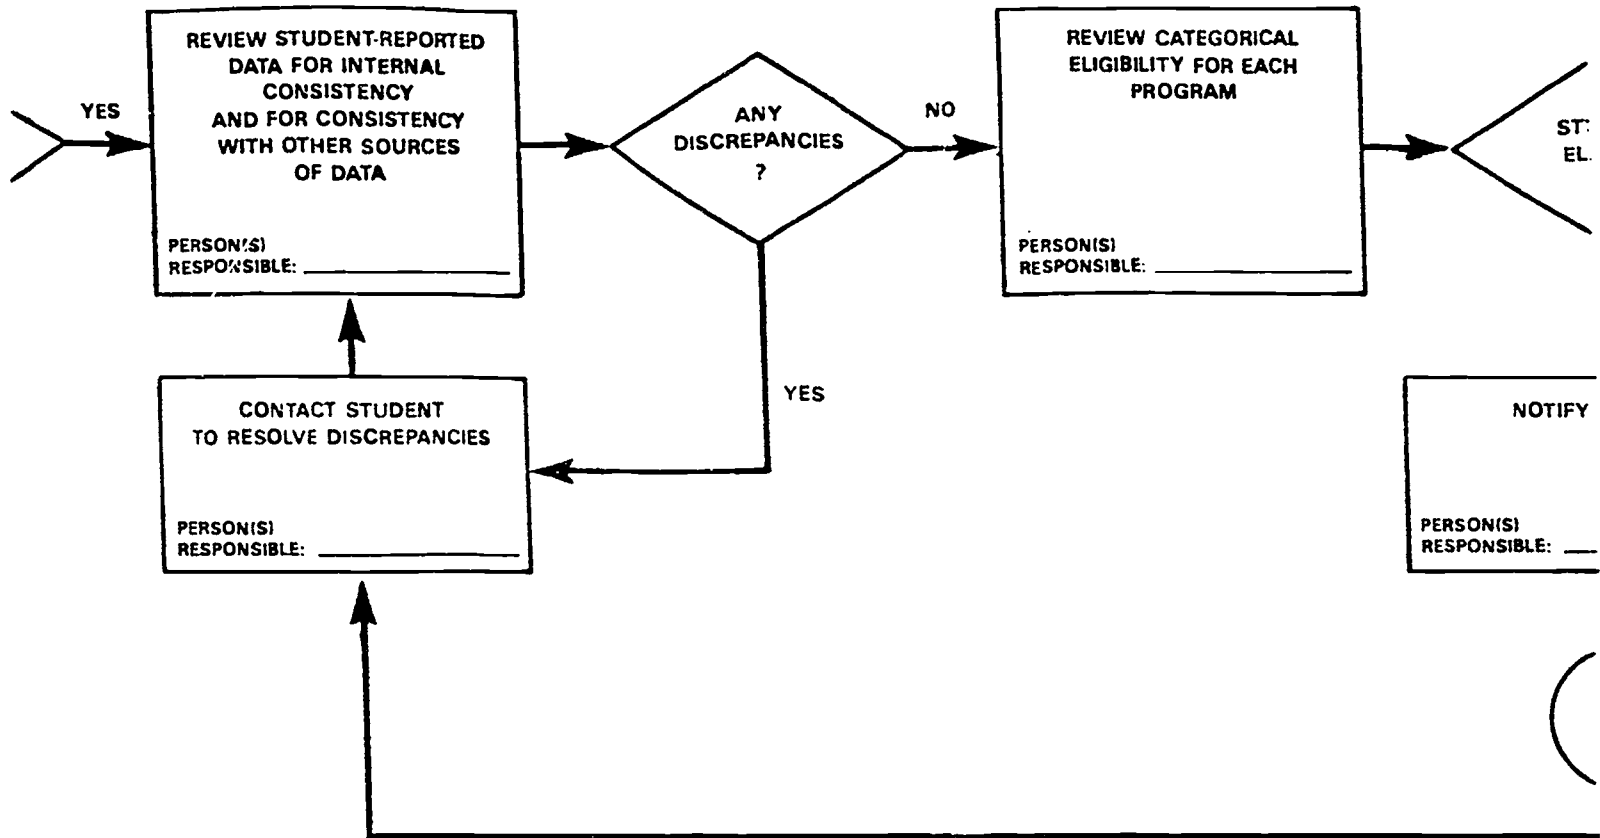 YES
REVIEW STUDENT-REPORTED
DATA FOR INTERNAL
CONSISTENCY
AND FOR CONSISTENCY
WITH OTHER SOURCES
OF DATA
PERSON(S)
RESPONSIBLE:
ANY
DISCREPANCIES
?
NO
REVIEW CATEGORICAL
ELIGIBILITY FOR EACH
PROGRAM
PERSON(S)
RESPONSIBLE:
YES
CONTACT STUDENT
TO RESOLVE DISCREPANCIES
PERSON(S)
RESPONSIBLE:
NOTIFY
PERSON(S)
RESPONSIBLE: